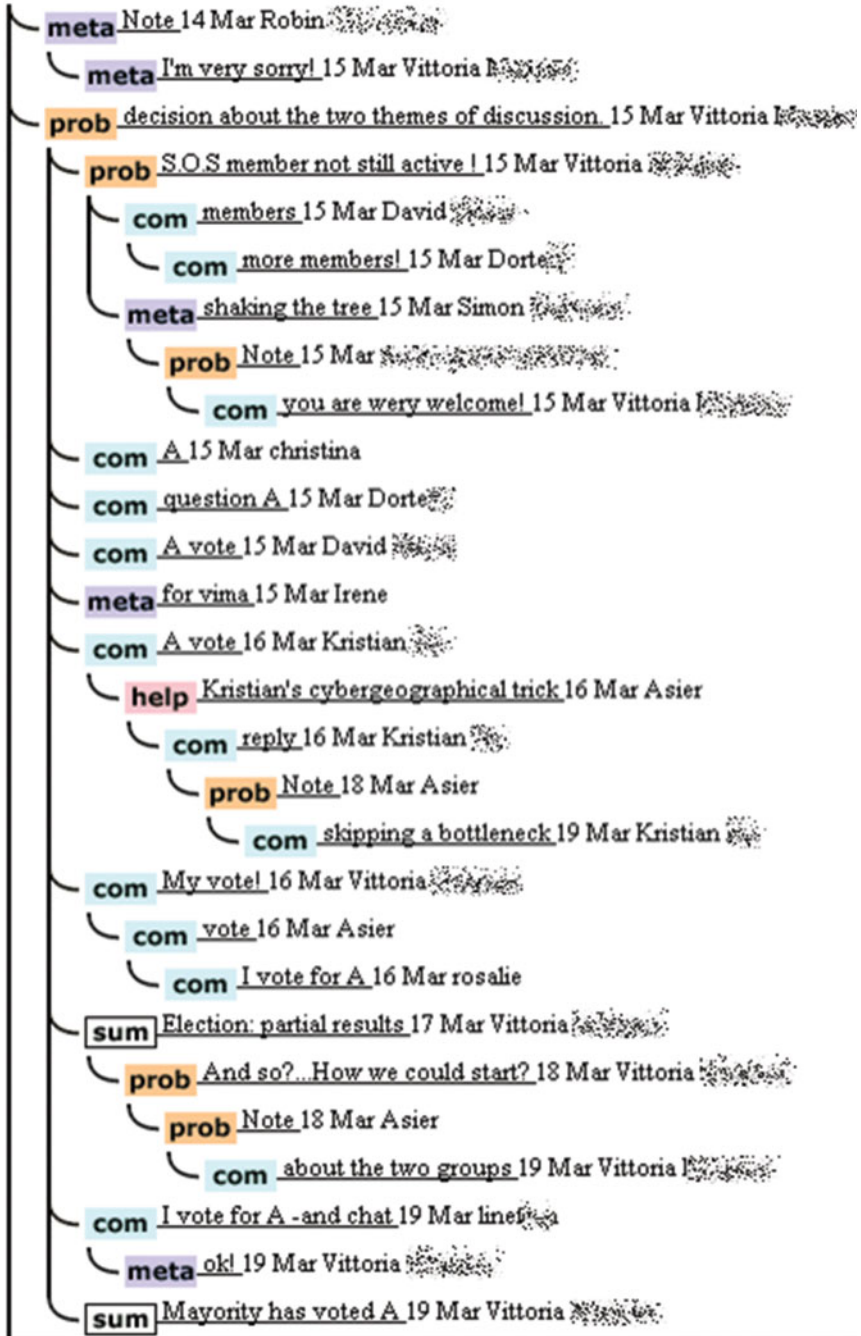 meta Note 14 Mar Robin
meta I'm very sorry! 15 Mar Vittoria
prob decision about the two themes of discussion. 15 Mar Vittoria
prob S.O.S member not still active ! 15 Mar Vittoria
com members 15 Mar David
com more members! 15 Mar Dorte
meta shaking the tree 15 Mar Simon
prob Note 15 Mar
com you are wery welcome! 15 Mar Vittoria
com A 15 Mar christina
com question A 15 Mar Dorte
com A vote 15 Mar David
meta for vima 15 Mar Irene
com A vote 16 Mar Kristian
help Kristian's cybergeographical trick 16 Mar Asier
com reply 16 Mar Kristian
prob Note 18 Mar Asier
com skipping a bottleneck 19 Mar Kristian
com My vote! 16 Mar Vittoria
com vote 16 Mar Asier
com I vote for A 16 Mar rosalie
sum Election: partial results 17 Mar Vittoria
prob And so?...How we could start? 18 Mar Vittoria
prob Note 18 Mar Asier
com about the two groups 19 Mar Vittoria
com I vote for A -and chat 19 Mar
meta ok! 19 Mar Vittoria
sum Mayority has voted A 19 Mar Vittoria